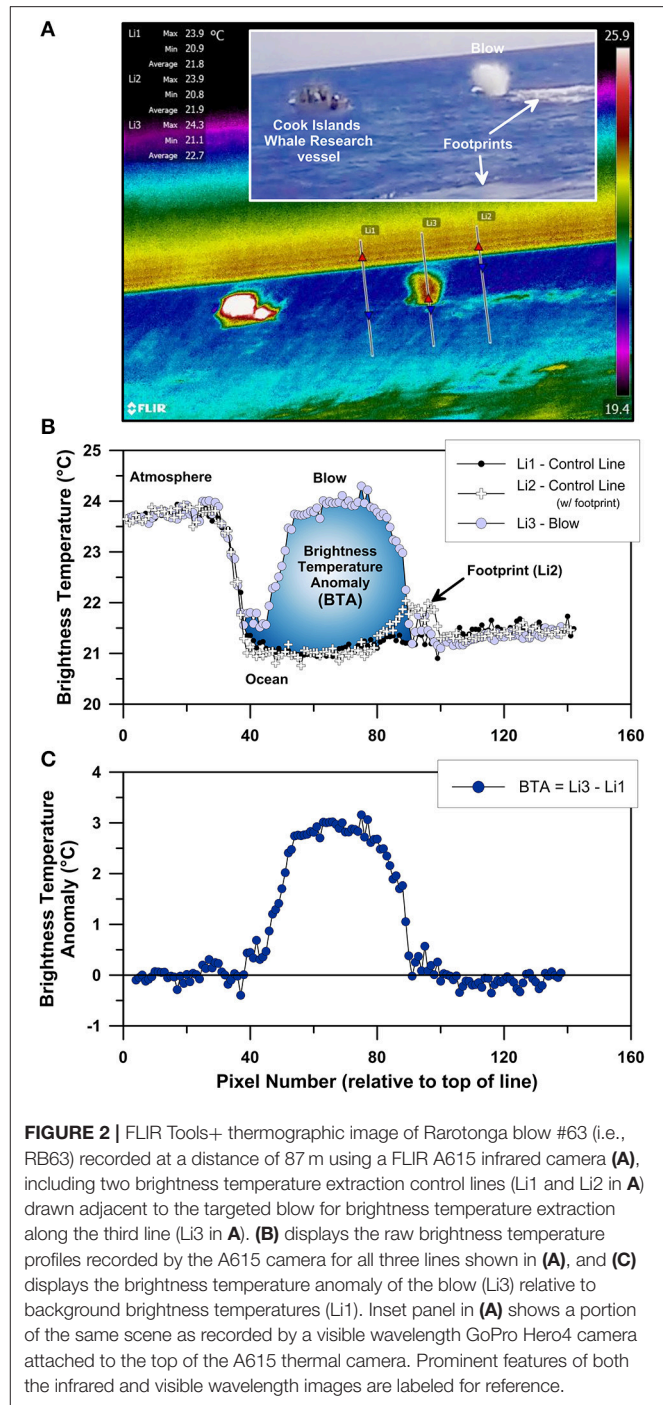 A
Li1 Max 23.9 ºC
Min 20.9
Average 21.8
Li2 Max 23.9
Min 20.8
Average 21.9
Li3 Max 24.3
Min 21.1
Average 22.7
Blow
Cook Islands
Whale Research
vessel
Footprints
25.9
Li1
Li3
Li2
FLIR
19.4
B
Brightness Temperature (°C)
25
24
23
22
21
20
Atmosphere
Blow
Brightness
Temperature
Anomaly
(BTA)
Footprint (Li2)
Ocean
Li1 - Control Line
Li2 - Control Line
(w/ footprint)
Li3 - Blow
0 40 80 120 160
C
Brightness Temperature
Anomaly (°C)
4
3
2
1
0
-1
BTA = Li3 - Li1
0 40 80 120 160
Pixel Number (relative to top of line)
FIGURE 2 | FLIR Tools+ thermographic image of Rarotonga blow #63 (i.e.,
RB63) recorded at a distance of 87 m using a FLIR A615 infrared camera (A),
including two brightness temperature extraction control lines (Li1 and Li2 in A)
drawn adjacent to the targeted blow for brightness temperature extraction
along the third line (Li3 in A). (B) displays the raw brightness temperature
profiles recorded by the A615 camera for all three lines shown in (A), and (C)
displays the brightness temperature anomaly of the blow (Li3) relative to
background brightness temperatures (Li1). Inset panel in (A) shows a portion
of the same scene as recorded by a visible wavelength GoPro Hero4 camera
attached to the top of the A615 thermal camera. Prominent features of both
the infrared and visible wavelength images are labeled for reference.